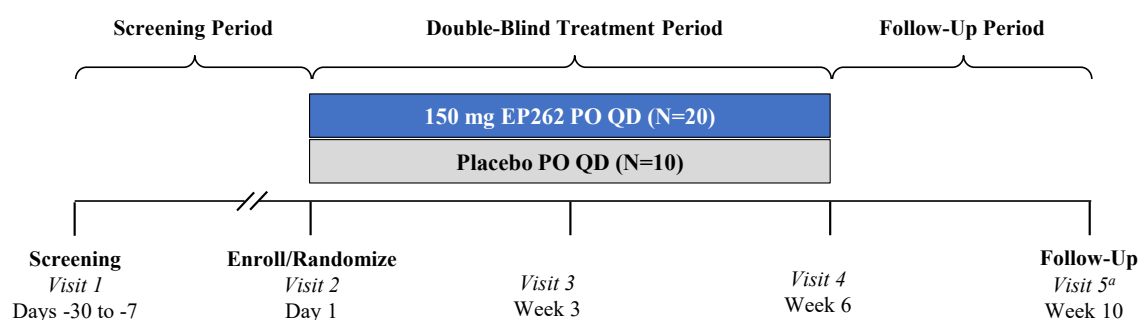 Screening Period
Double-Blind Treatment Period
Follow-Up Period
150 mg EP262 PO QD (N=20)
Placebo PO QD (N=10)
Screening
Visit 1
Days -30 to -7
Enroll/Randomize
Visit 2
Day 1
Visit 3
Week 3
Visit 4
Week 6
Follow-Up
Visit 5ᵃ
Week 10